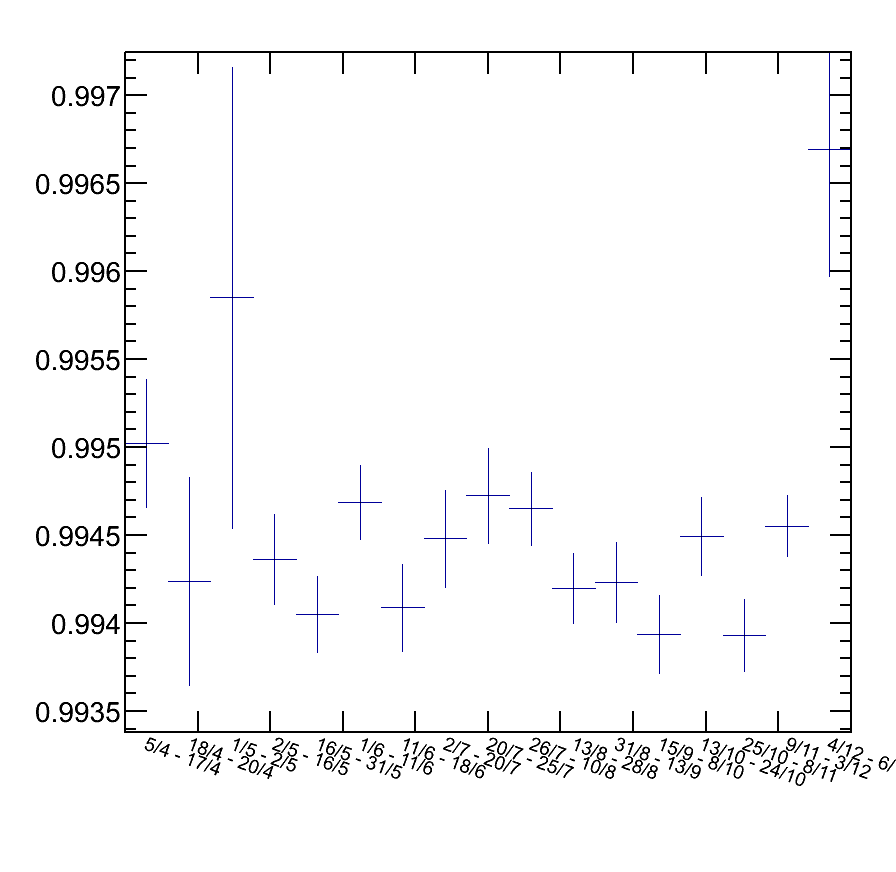 0.997
0.9965
0.996
0.9955
0.995
0.9945
0.994
0.9935
5/4 - 17/4
18/4 - 20/4
1/5 - 2/5
2/5 - 16/5
16/5 - 31/5
1/6 - 11/6
11/6 - 18/6
2/7 - 20/7
20/7 - 25/7
26/7 - 10/8
13/8 - 28/8
31/8 - 13/9
15/9 - 8/10
13/10 - 24/10
25/10 - 8/11
9/11 - 3/12
4/12 - 6/